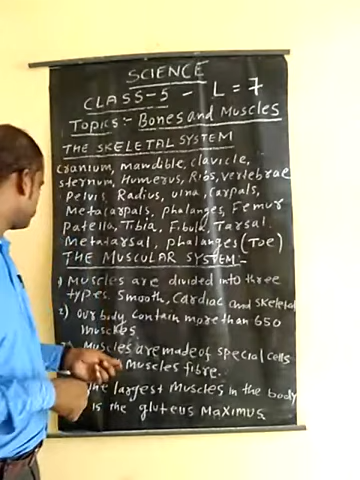 SCIENCE
CLASS-5 - L = 7
Topics:- Bones and Muscles
THE SKELETAL SYSTEM
Cranium, mandible, clavicle,
sternum, Humerus, Ribs, vertebrae
Pelvis, Radius, ulna, Carpals,
Metacarpals, phalanges, Femur
Patella, Tibia, Fibula, Tarsal
Metatarsal, phalanges (Toe)
THE MUSCULAR SYSTEM:-
1) Muscles are divided into three
types. Smooth, Cardiac and Skeletal
2) Our body contain more than 650
muscles
Muscles are made of special cells
Muscles fibre.
The largest Muscles in the body
is the gluteus Maximus.